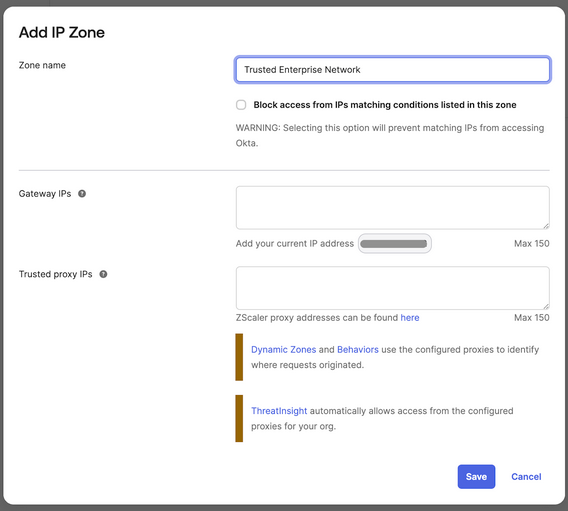 Add IP Zone
Zone name
Trusted Enterprise Network
Block access from IPs matching conditions listed in this zone
WARNING: Selecting this option will prevent matching IPs from accessing
Okta.
Gateway IPs ?
Add your current IP address
Max 150
Trusted proxy IPs ?
ZScaler proxy addresses can be found here
Max 150
Dynamic Zones and Behaviors use the configured proxies to identify
where requests originated.
ThreatInsight automatically allows access from the configured
proxies for your org.
Save
Cancel